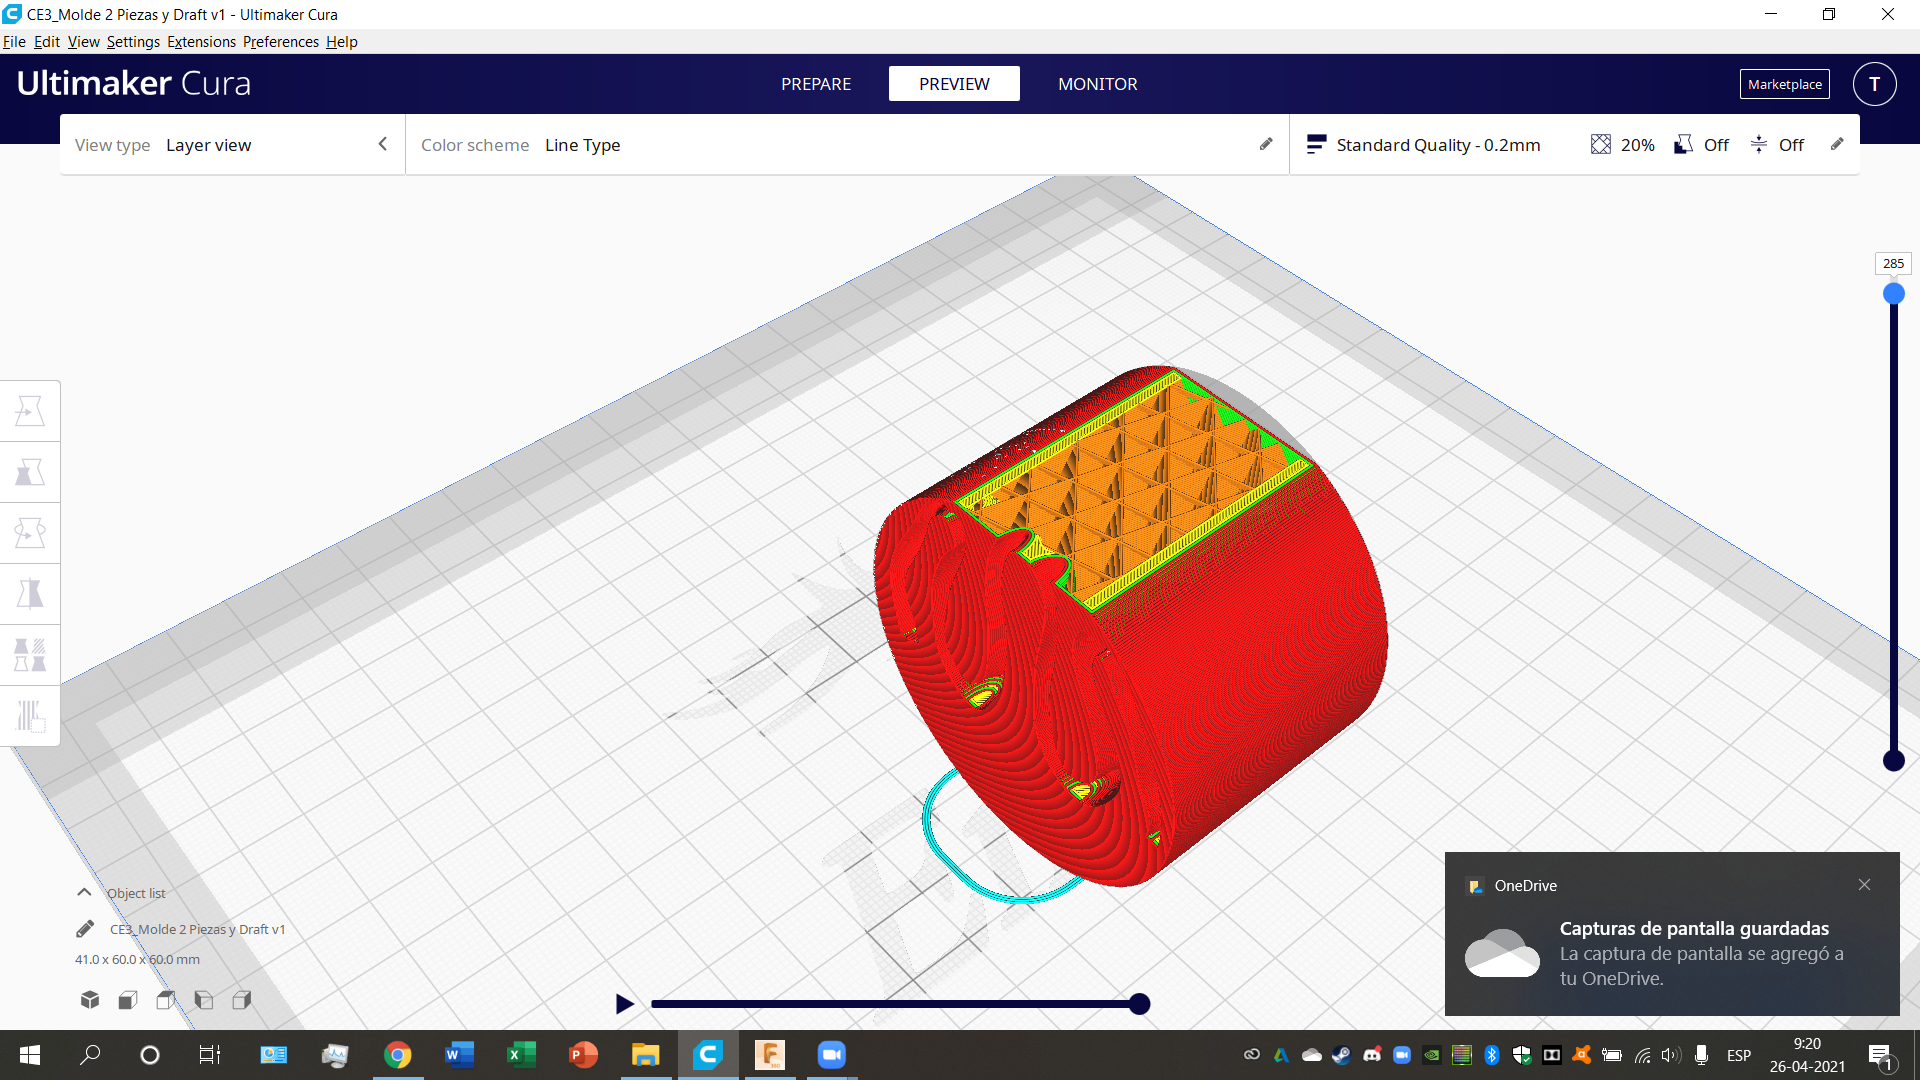 CE3_Molde 2 Piezas y Draft v1 - Ultimaker Cura
File Edit View Settings Extensions Preferences Help
Ultimaker Cura
PREPARE
PREVIEW
MONITOR
Marketplace
T
View type Layer view
Color scheme Line Type
Standard Quality - 0.2mm
20%
Off
Off
285
Object list
CE3_Molde 2 Piezas y Draft v1
41.0 x 60.0 x 60.0 mm
OneDrive
Capturas de pantalla guardadas
La captura de pantalla se agregó a
tu OneDrive.
ESP
9:20
26-04-2021
1